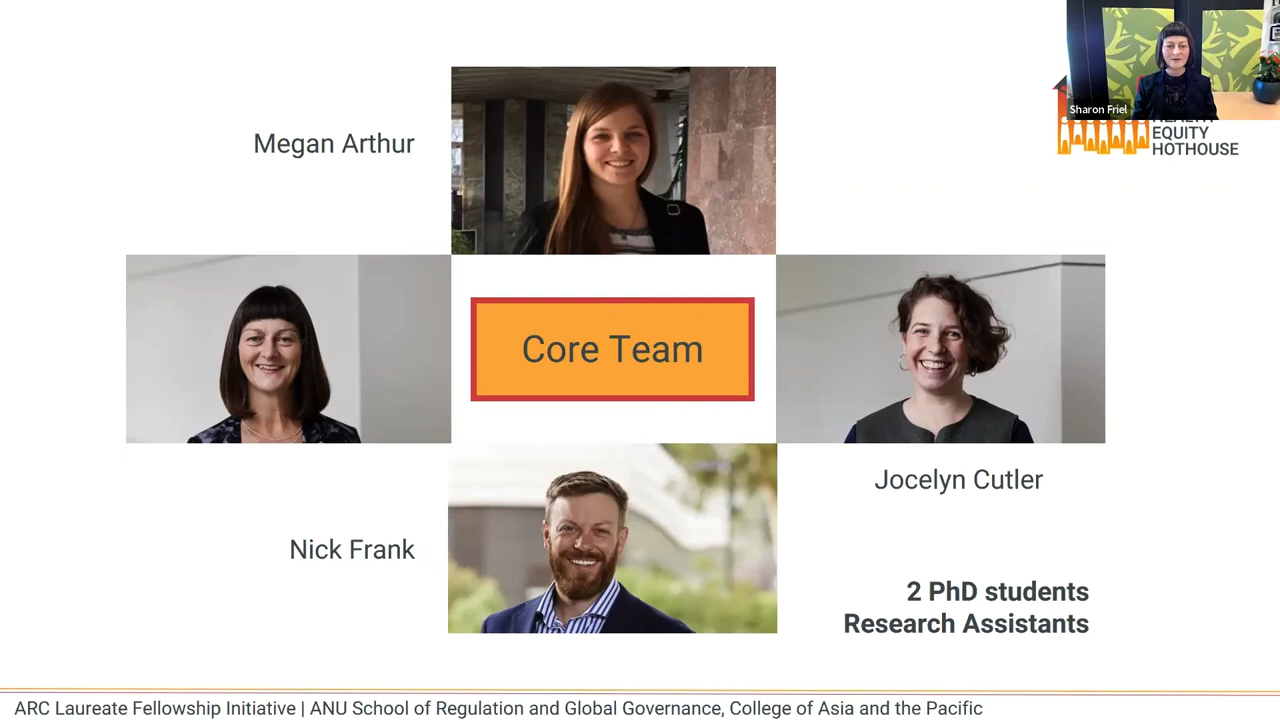 Sharon Friel
EQUITY
HOTHOUSE
Megan Arthur
Core Team
Jocelyn Cutler
Nick Frank
2 PhD students
Research Assistants
ARC Laureate Fellowship Initiative | ANU School of Regulation and Global Governance, College of Asia and the Pacific